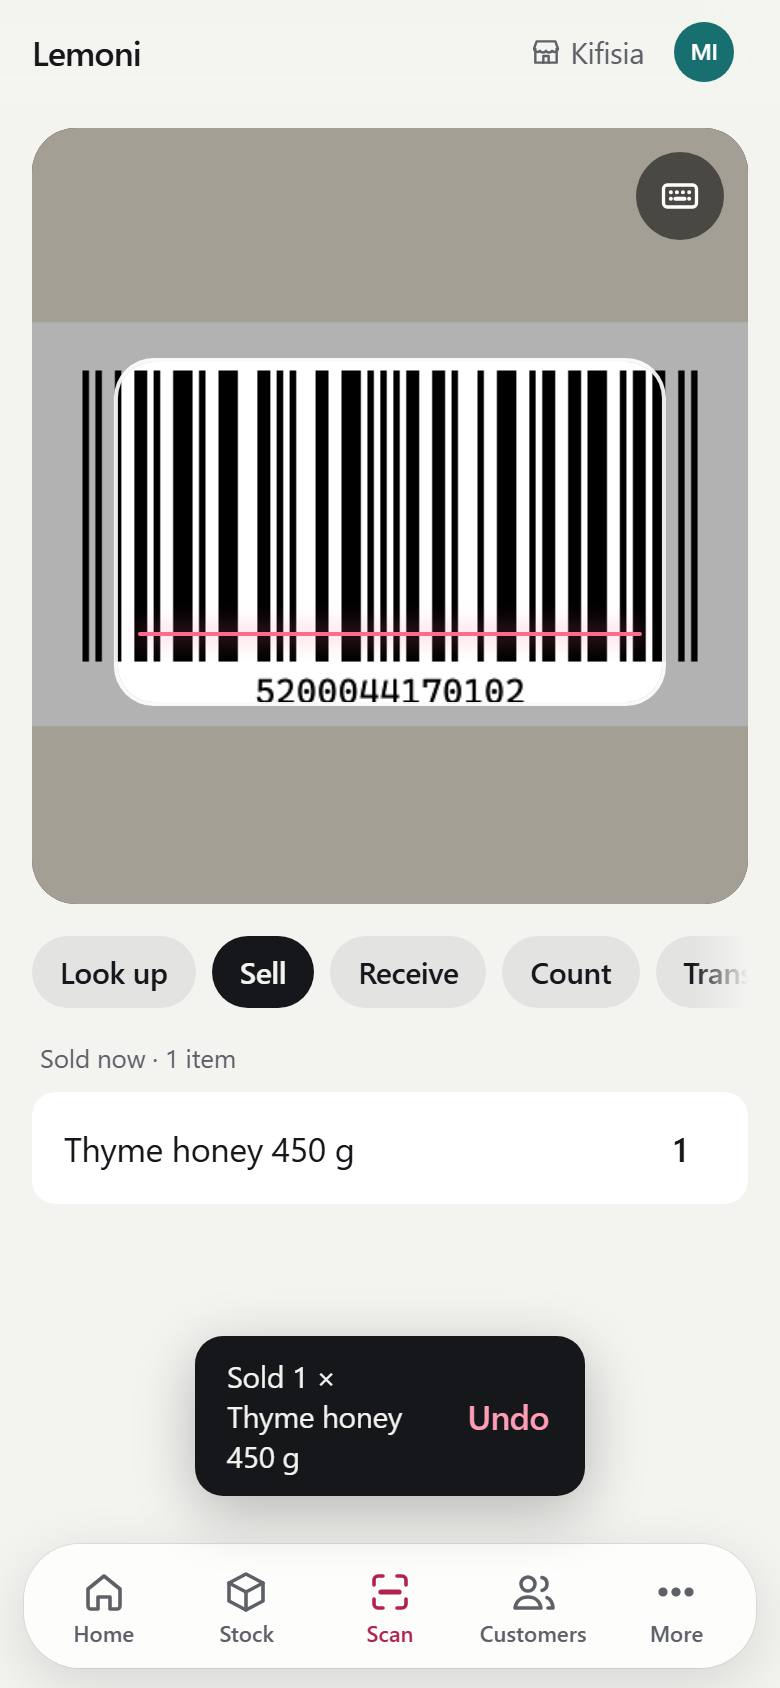 Lemoni
Kifisia
MI
5200044170102
Look up
Sell
Receive
Count
Sold now · 1 item
Thyme honey 450 g
1
Sold 1 ×
Thyme honey
450 g
Undo
Home
Stock
Scan
Customers
More